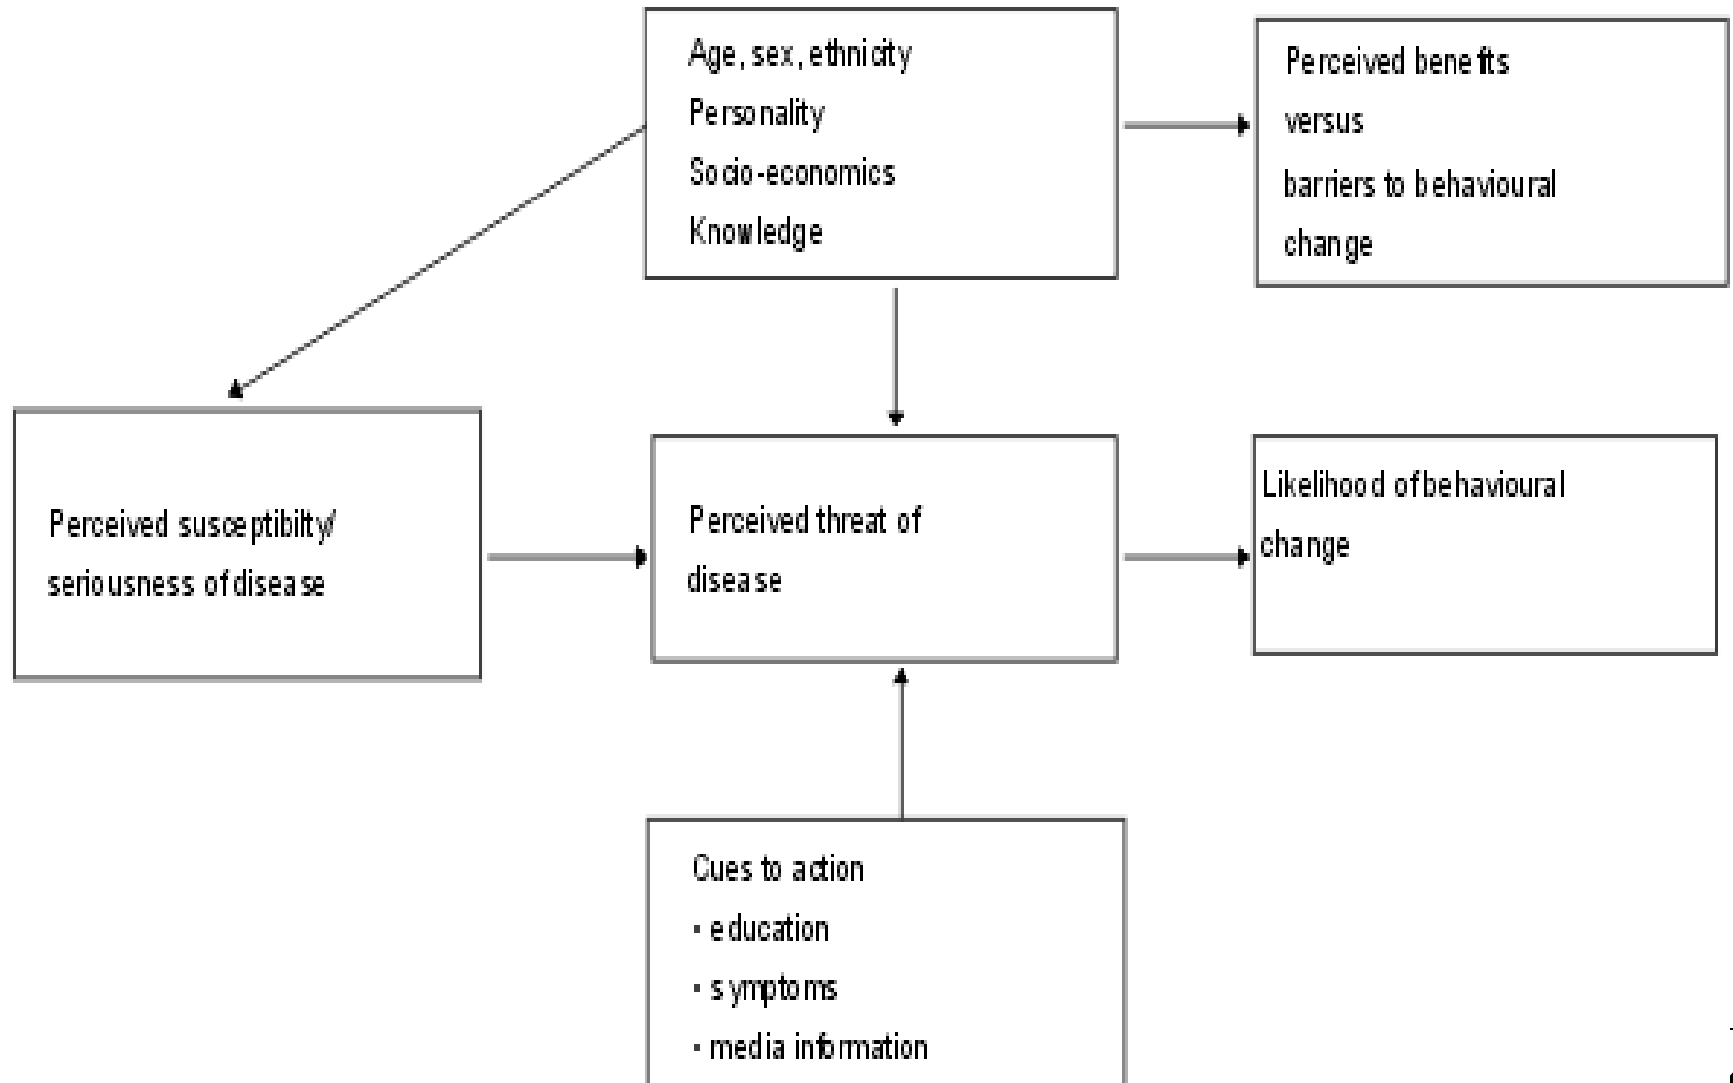 Age, sex, ethnicity
Personality
Socio-economics
Knowledge
Perceived benefits
versus
barriers to behavioural
change
Perceived susceptibilty/
seriousness of disease
Perceived threat of
disease
Likelihood of behavioural
change
Cues to action
- education
- symptoms
- media information